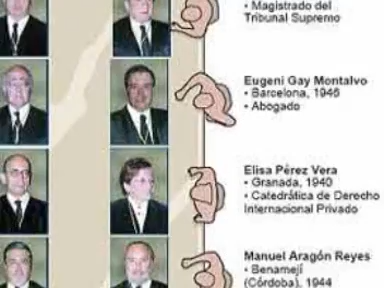 • Magistrado del
Tribunal Supremo
Eugeni Gay Montalvo
• Barcelona, 1946
• Abogado
Elisa Pérez Vera
• Granada, 1940
• Catedrática de Derecho
Internacional Privado
Manuel Aragón Reyes
• Benamejí
(Córdoba), 1944